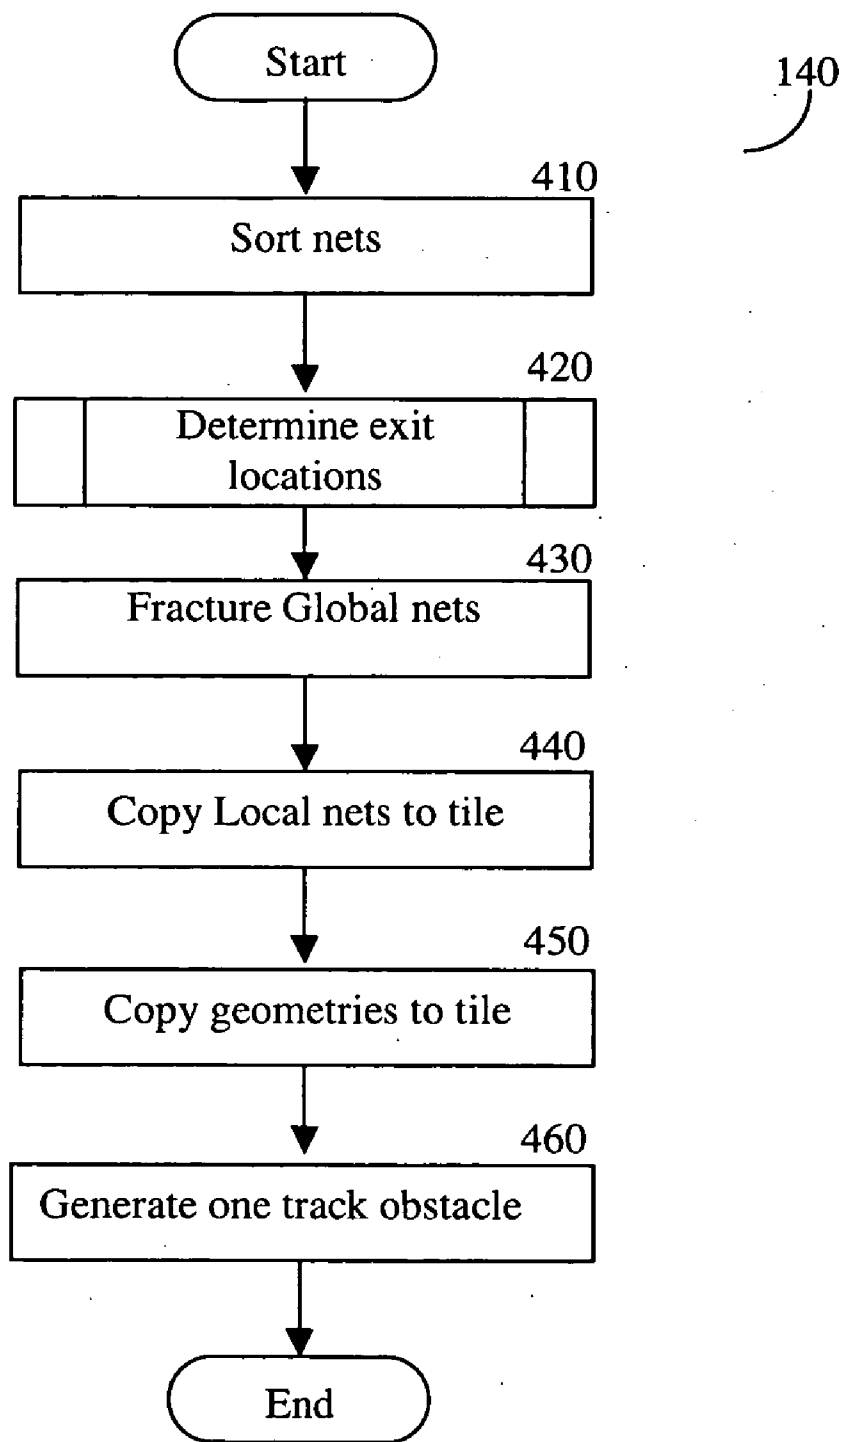 Start
140
410
Sort nets
420
Determine exit
locations
430
Fracture Global nets
440
Copy Local nets to tile
450
Copy geometries to tile
460
Generate one track obstacle
End